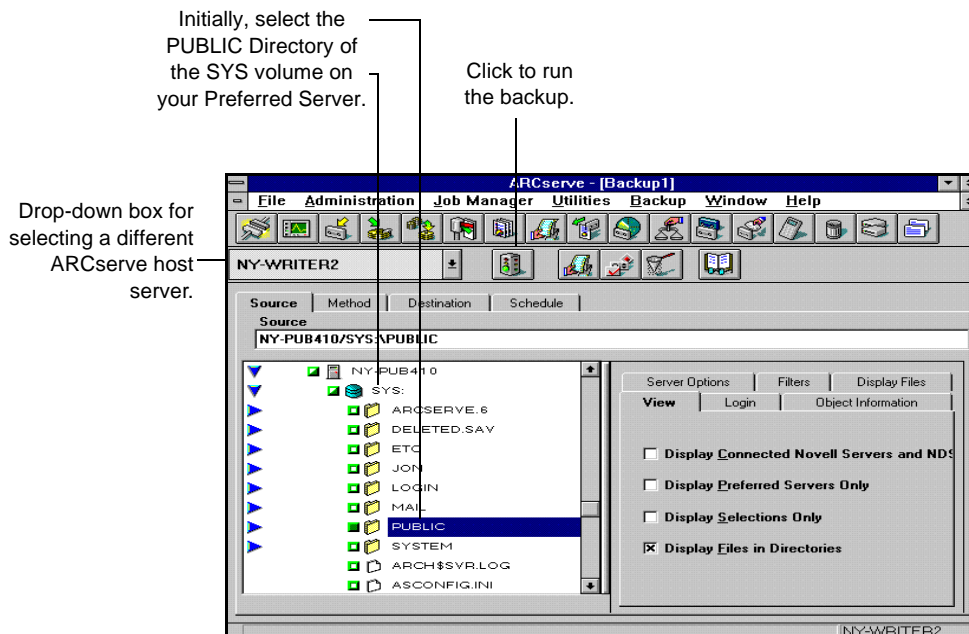 Initially, select the
PUBLIC Directory of
the SYS volume on
your Preferred Server.
Click to run
the backup.
Drop-down box for
selecting a different
ARCserve host
server.
ARCserve - [Backup1]
File Administration Job Manager Utilities Backup Window Help
NY-WRITER2
Source Method Destination Schedule
Source
NY-PUB410/SYS:\PUBLIC
NY-PUB410
SYS:
ARCSERVE.6
DELETED.SAV
ETC
JON
LOGIN
MAIL
PUBLIC
SYSTEM
ARCH$SVR.LOG
ASCONFIG.INI
Server Options Filters Display Files
View Login Object Information
Display Connected Novell Servers and NDS
Display Preferred Servers Only
Display Selections Only
Display Files in Directories
NY-WRITER2